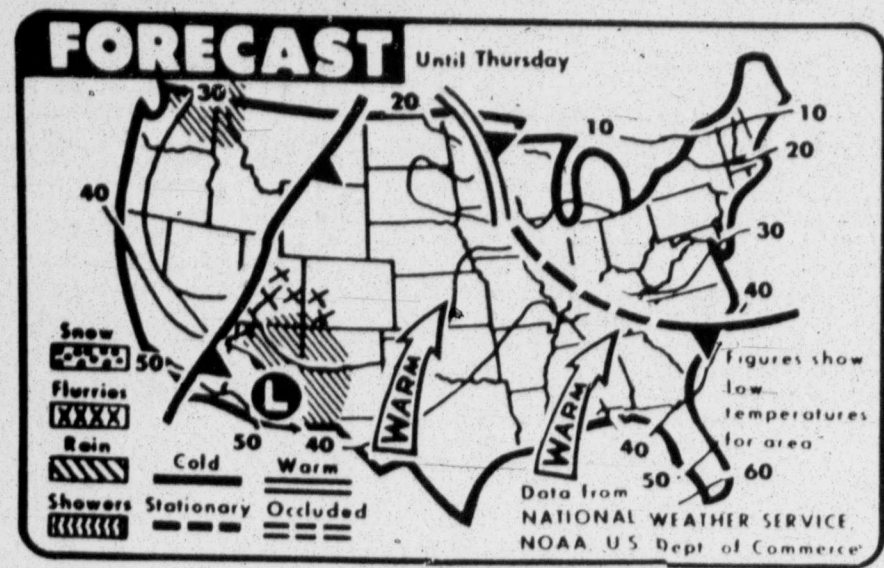 FORECAST Until Thursday
30
20
10
10
20
40
30
40
Snow
50
Flurries
Figures show
low
temperatures
for area
L
WARM
WARM
Rain
50
40
40
50
60
Cold
Warm
Showers
Stationary
Occluded
Data from
NATIONAL WEATHER SERVICE,
NOAA, U S Dept of Commerce